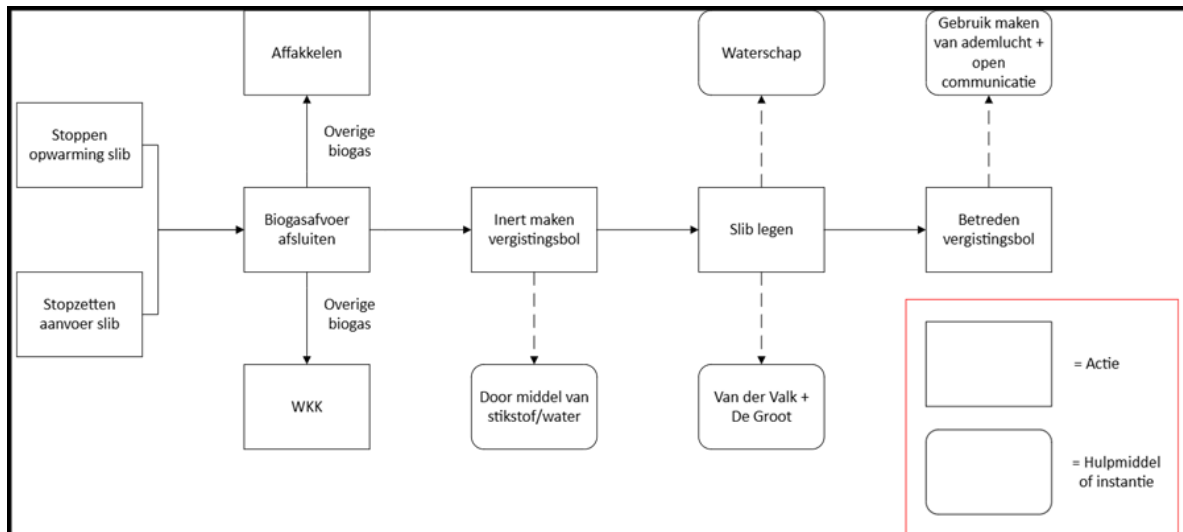 Affakkelen
Waterschap
Gebruik maken
van ademlucht +
open
communicatie
Stoppen
opwarming slib
Overige
biogas
Biogasafvoer
afsluiten
Inert maken
vergistingsbol
Slib legen
Betreden
vergistingsbol
Stopzetten
aanvoer slib
Overige
biogas
WKK
Door middel van
stikstof/water
Van der Valk +
De Groot
= Actie
= Hulpmiddel
of instantie